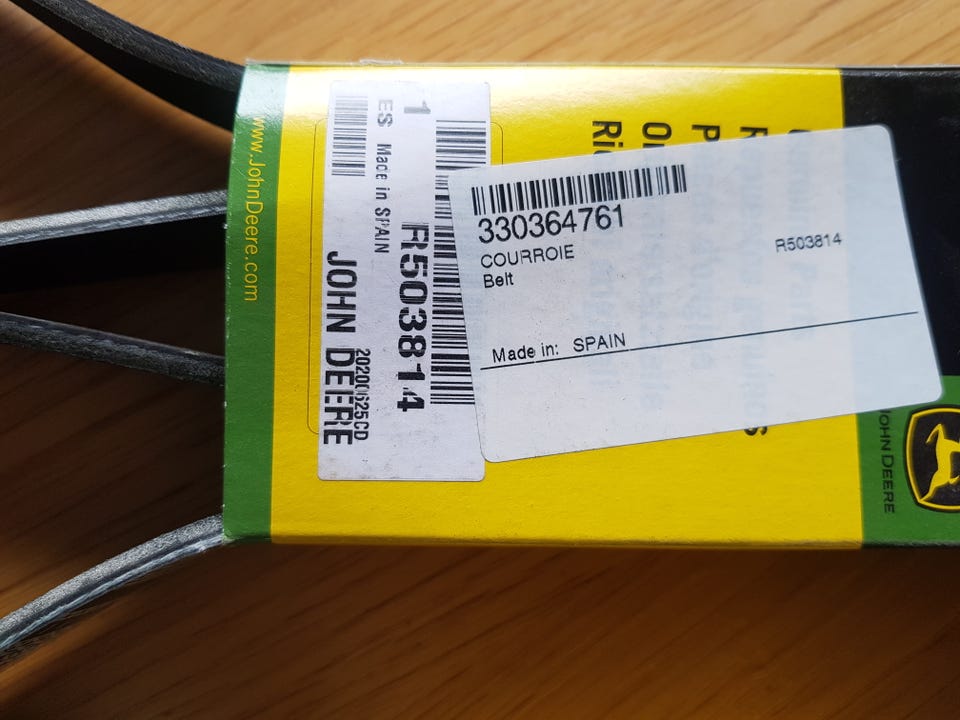 www.JohnDeere.com
1
ES Made in SPAIN
R503814
20200625CD
JOHN DEERE
330364761
COURROIE
R503814
Belt
Made in: SPAIN
JOHN DEERE